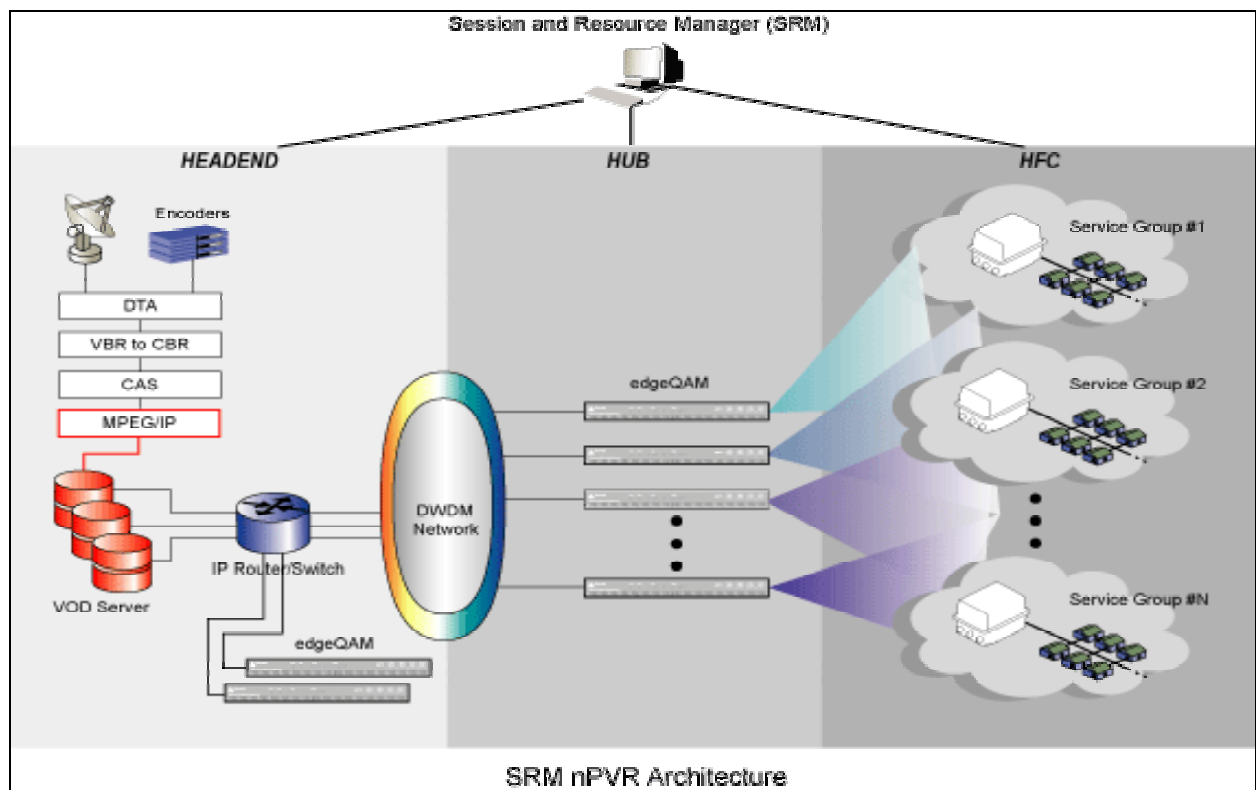 Session and Resource Manager (SRM)
HEADEND
HUB
HFC
Encoders
DTA
VBR to CBR
CAS
MPEG/IP
VOD Server
IP Router/Switch
edgeQAM
DWDM
Network
edgeQAM
Service Group #1
Service Group #2
Service Group #N
SRM nPVR Architecture